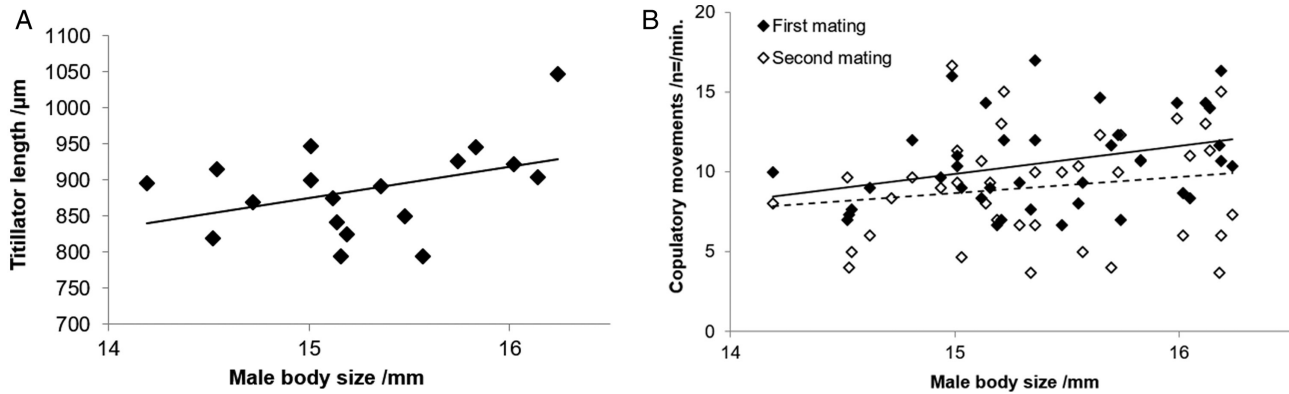 A
Titillator length /µm
1100
1050
1000
950
900
850
800
750
700
14 15 16
Male body size /mm
B
First mating
Second mating
Copulatory movements /n=/min.
20
15
10
5
0
14 15 16
Male body size /mm